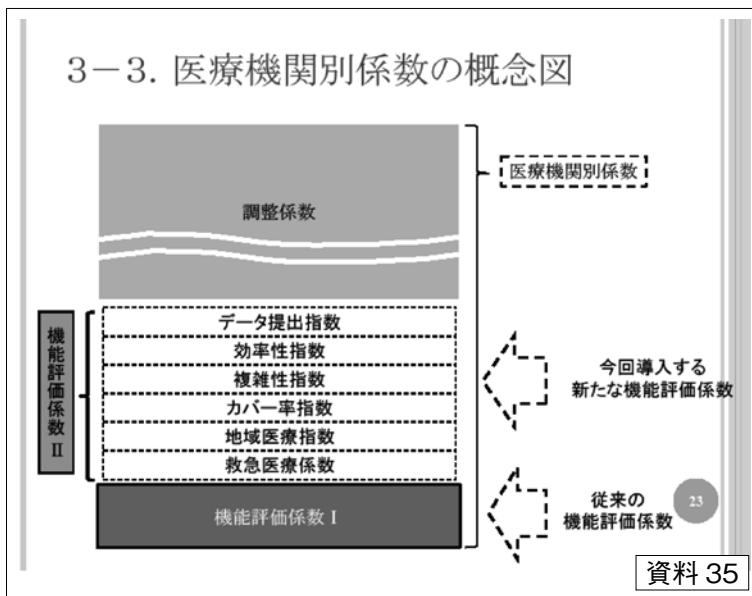 3－3. 医療機関別係数の概念図
医療機関別係数
調整係数
機能評価係数Ⅱ
データ提出指数
効率性指数
複雑性指数
カバー率指数
地域医療指数
救急医療係数
今回導入する
新たな機能評価係数
機能評価係数Ⅰ
従来の
機能評価係数
23
資料 35